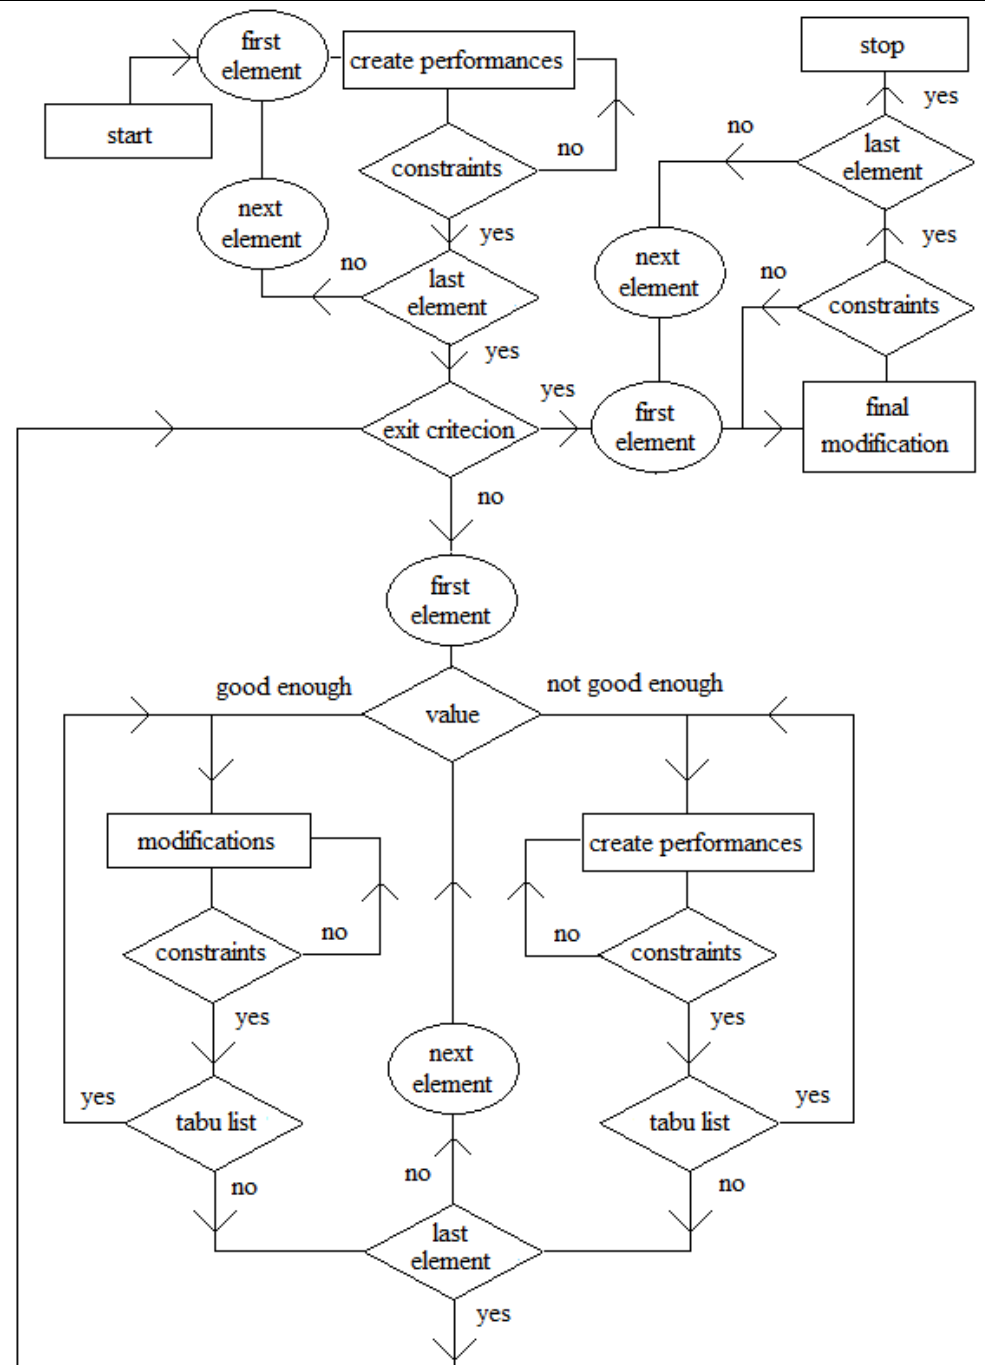 first
element
create performances
stop
start
yes
no
no
last
element
constraints
next
element
yes
yes
next
element
no
no
last
element
constraints
yes
yes
exit critecion
first
element
final
modification
no
first
element
good enough
not good enough
value
modifications
create performances
no
no
constraints
constraints
yes
yes
next
element
yes
yes
tabu list
tabu list
no
no
no
last
element
yes